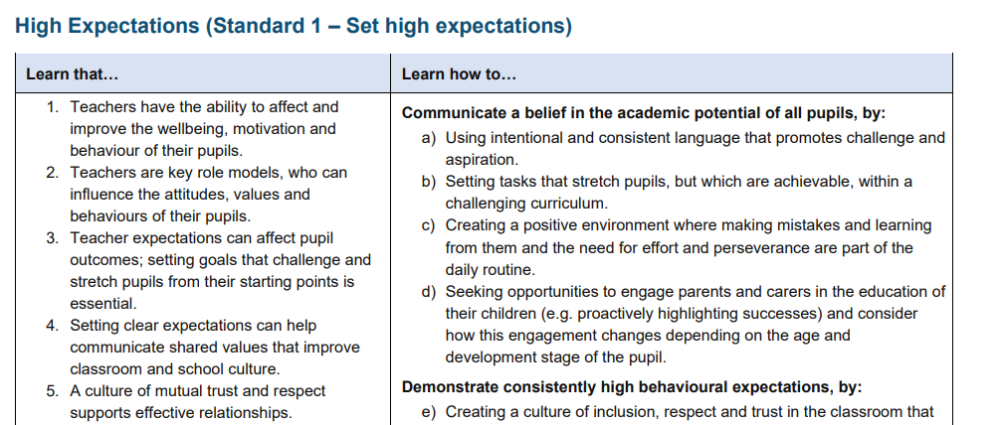 High Expectations (Standard 1 – Set high expectations)
Learn that…
1. Teachers have the ability to affect and
improve the wellbeing, motivation and
behaviour of their pupils.
2. Teachers are key role models, who can
influence the attitudes, values and
behaviours of their pupils.
3. Teacher expectations can affect pupil
outcomes; setting goals that challenge and
stretch pupils from their starting points is
essential.
4. Setting clear expectations can help
communicate shared values that improve
classroom and school culture.
5. A culture of mutual trust and respect
supports effective relationships.
Learn how to…
Communicate a belief in the academic potential of all pupils, by:
a) Using intentional and consistent language that promotes challenge and
aspiration.
b) Setting tasks that stretch pupils, but which are achievable, within a
challenging curriculum.
c) Creating a positive environment where making mistakes and learning
from them and the need for effort and perseverance are part of the
daily routine.
d) Seeking opportunities to engage parents and carers in the education of
their children (e.g. proactively highlighting successes) and consider
how this engagement changes depending on the age and
development stage of the pupil.
Demonstrate consistently high behavioural expectations, by:
e) Creating a culture of inclusion, respect and trust in the classroom that